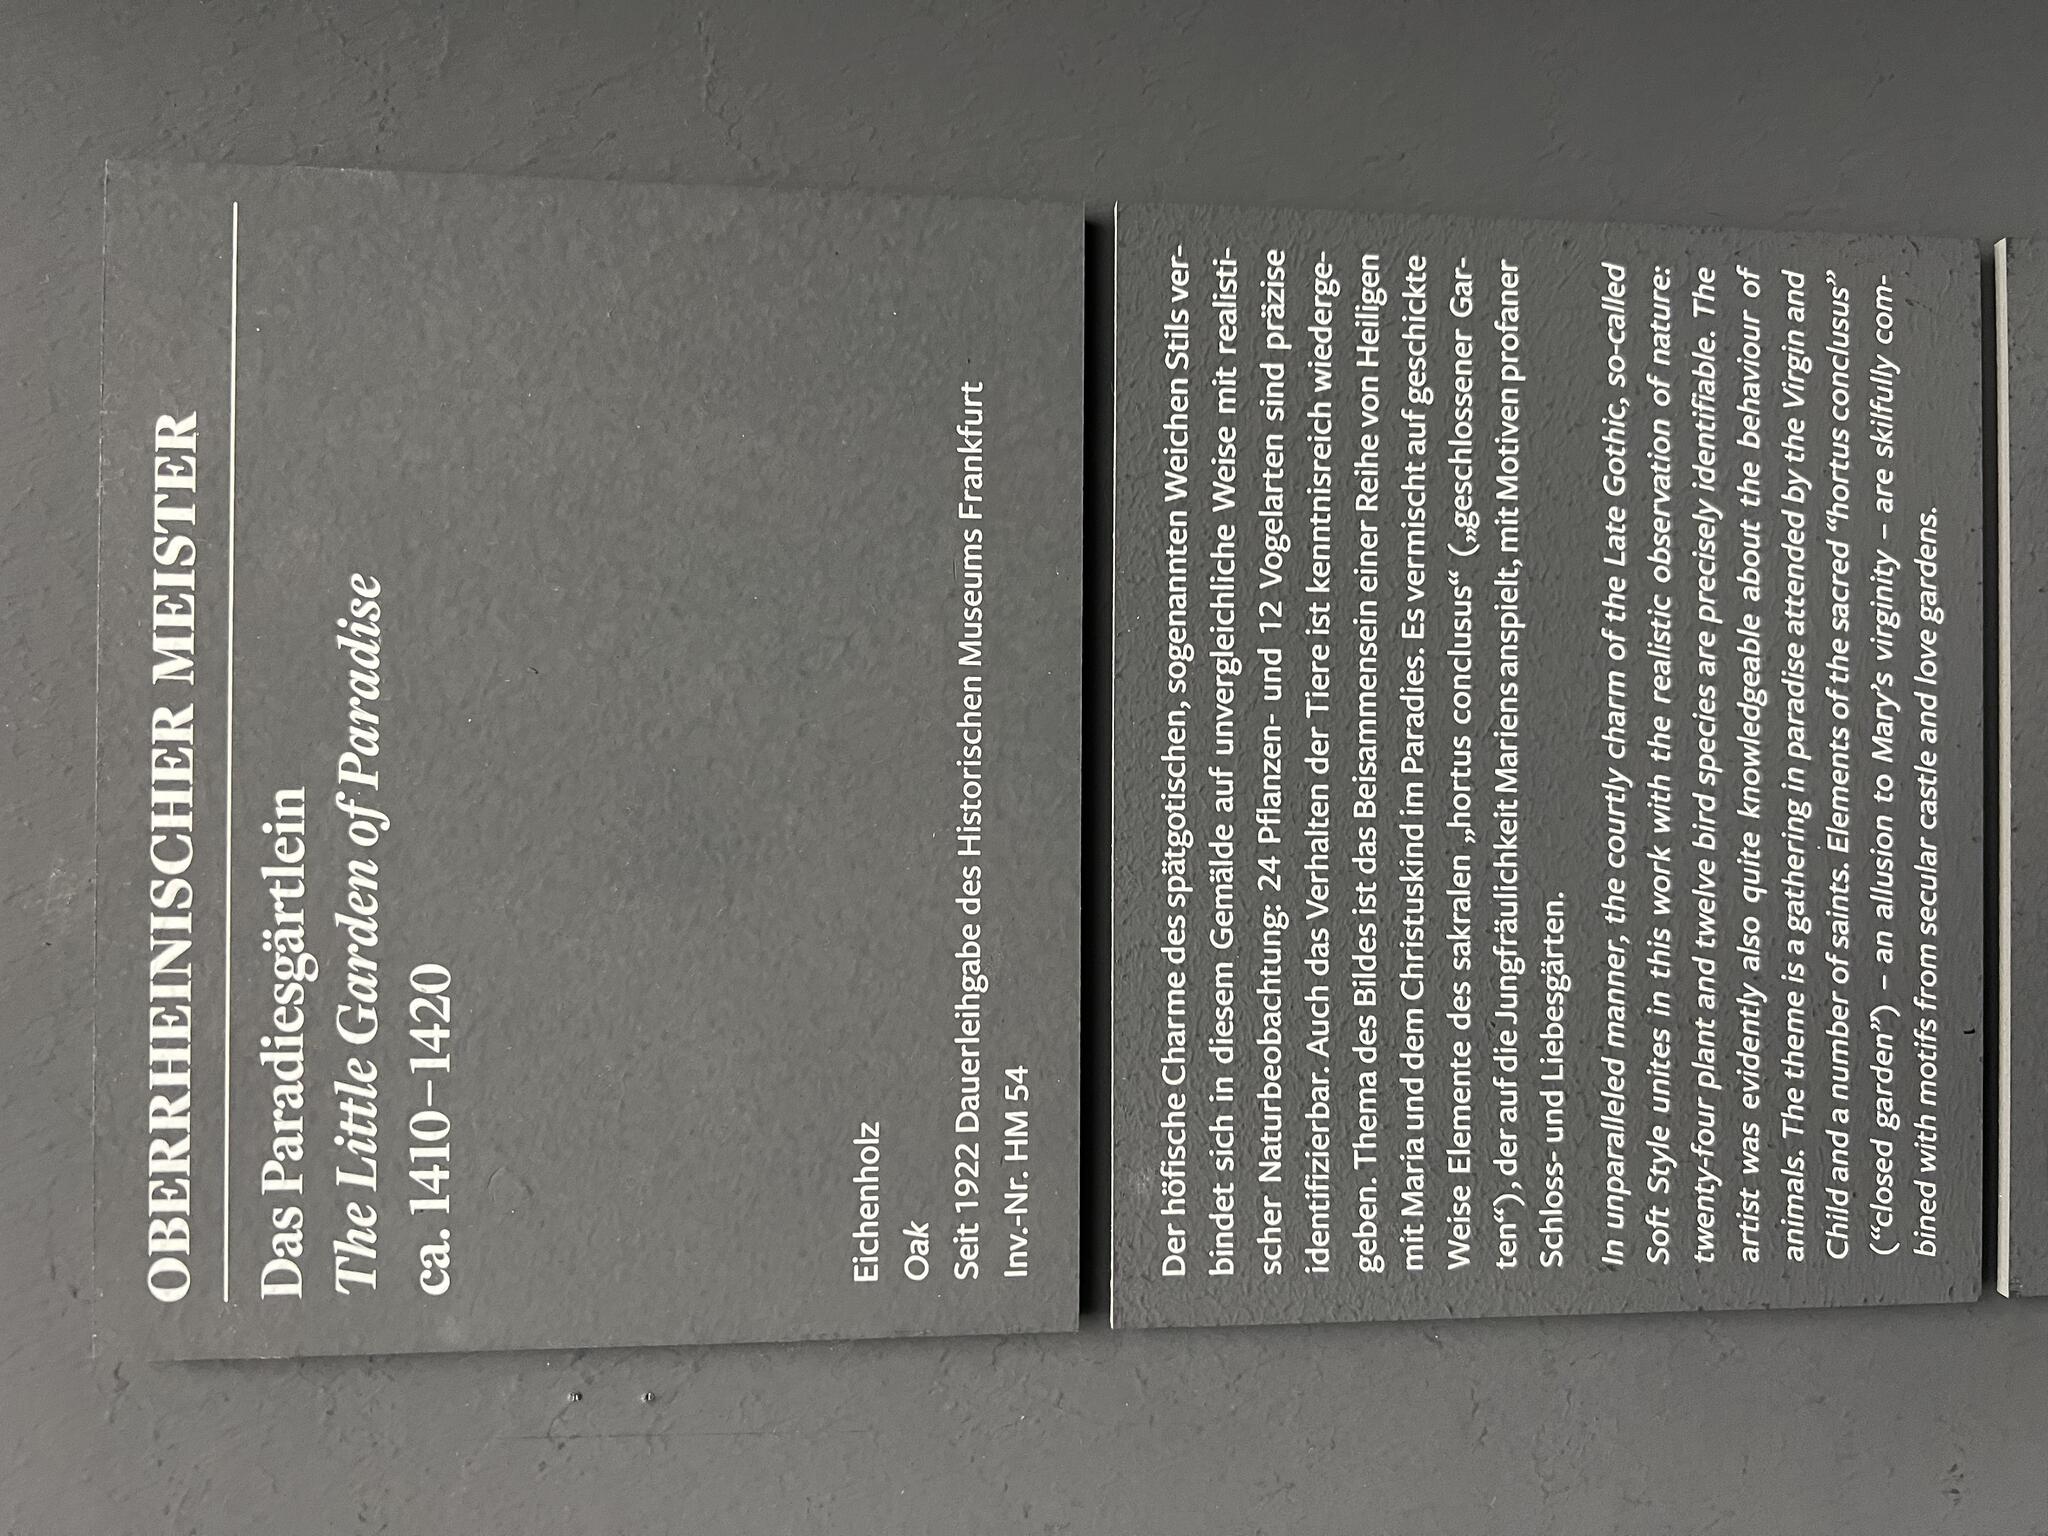 OBERRHEINISCHER MEISTER
Das Paradiesgärtlein
The Little Garden of Paradise
ca. 1410–1420
Eichenholz
Oak
Seit 1922 Dauerleihgabe des Historischen Museums Frankfurt
Inv.-Nr. HM 54
Der höfische Charme des spätgotischen, sogenannten Weichen Stils ver-
bindet sich in diesem Gemälde auf unvergleichliche Weise mit realisti-
scher Naturbeobachtung: 24 Pflanzen- und 12 Vogelarten sind präzise
identifizierbar. Auch das Verhalten der Tiere ist kenntnisreich wiederge-
geben. Thema des Bildes ist das Beisammensein einer Reihe von Heiligen
mit Maria und dem Christuskind im Paradies. Es vermischt auf geschickte
Weise Elemente des sakralen „hortus conclusus“ („geschlossener Gar-
ten“), der auf die Jungfräulichkeit Mariens anspielt, mit Motiven profaner
Schloss- und Liebesgärten.
In unparalleled manner, the courtly charm of the Late Gothic, so-called
Soft Style unites in this work with the realistic observation of nature:
twenty-four plant and twelve bird species are precisely identifiable. The
artist was evidently also quite knowledgeable about the behaviour of
animals. The theme is a gathering in paradise attended by the Virgin and
Child and a number of saints. Elements of the sacred “hortus conclusus”
(“closed garden”) – an allusion to Mary’s virginity – are skilfully com-
bined with motifs from secular castle and love gardens.